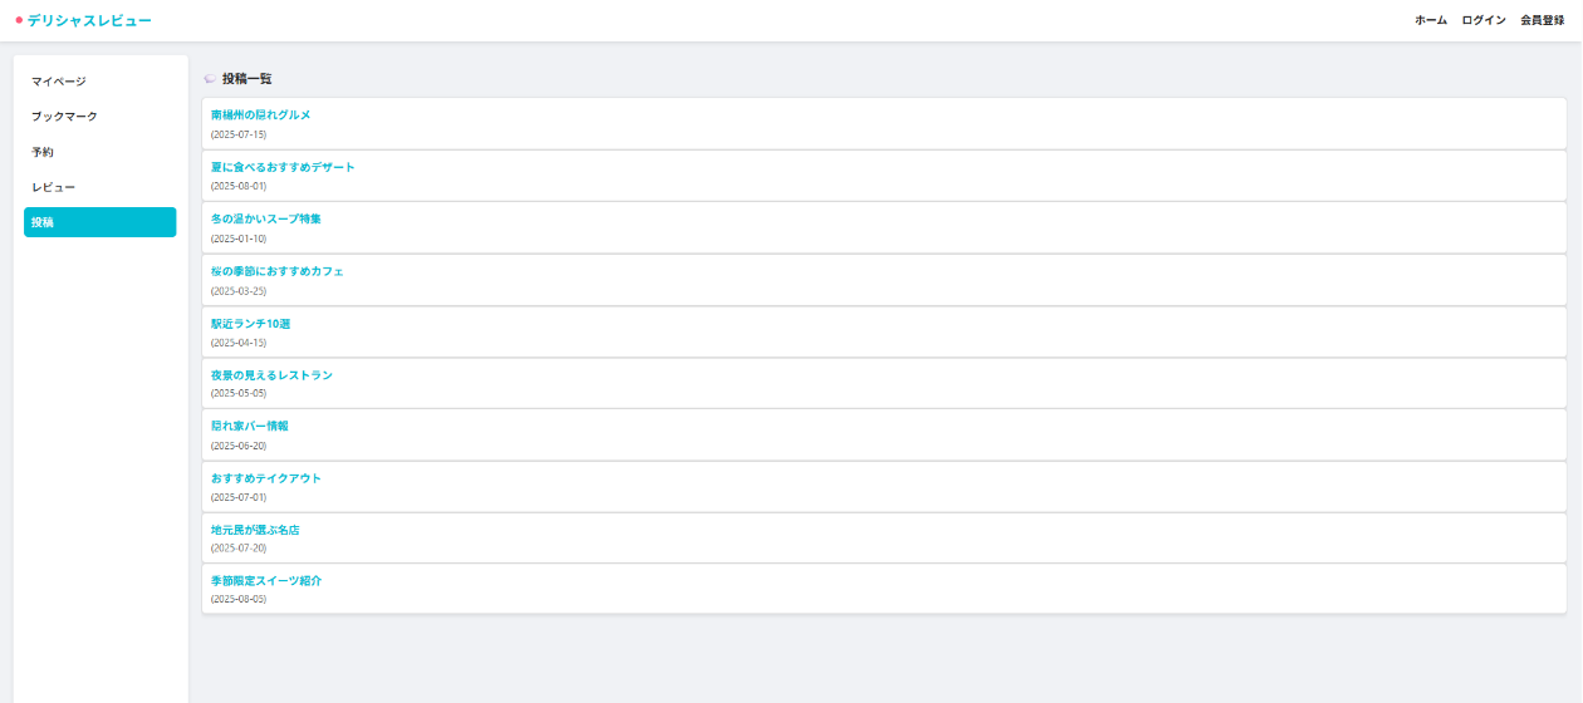 デリシャスレビュー
ホーム ログイン 会員登録
マイページ
ブックマーク
予約
レビュー
投稿
投稿一覧
南楊州の隠れグルメ
(2025-07-15)
夏に食べるおすすめデザート
(2025-08-01)
冬の温かいスープ特集
(2025-01-10)
桜の季節におすすめカフェ
(2025-03-25)
駅近ランチ10選
(2025-04-15)
夜景の見えるレストラン
(2025-05-05)
隠れ家バー情報
(2025-06-20)
おすすめテイクアウト
(2025-07-01)
地元民が選ぶ名店
(2025-07-20)
季節限定スイーツ紹介
(2025-08-05)